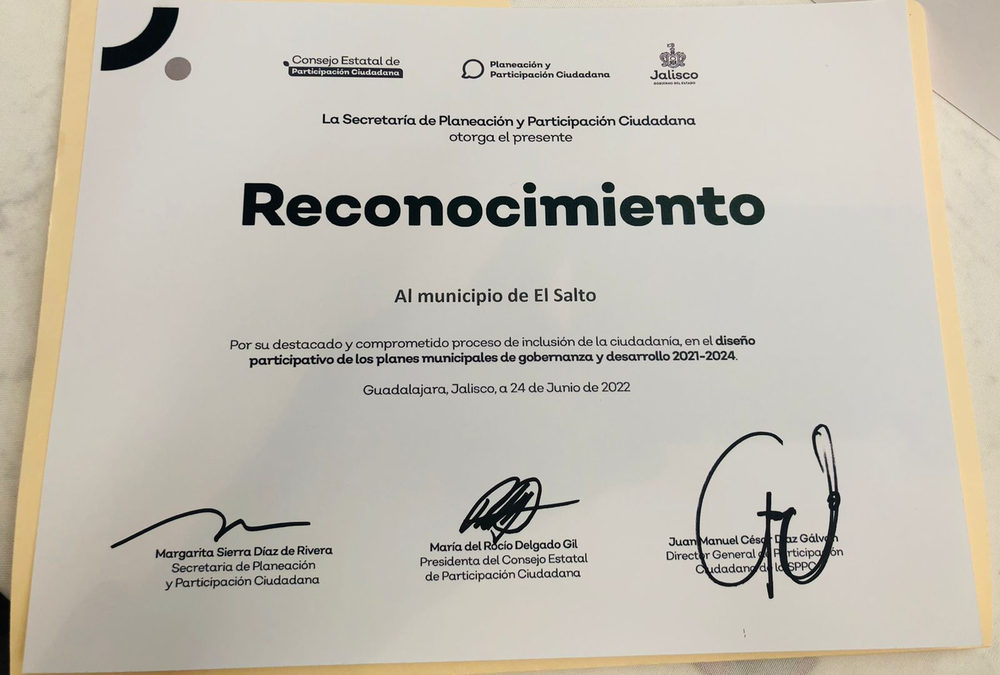 Consejo Estatal de
Participación Ciudadana
Planeación y
Participación Ciudadana
Jalisco
GOBIERNO DEL ESTADO
La Secretaría de Planeación y Participación Ciudadana
otorga el presente
Reconocimiento
Al municipio de El Salto
Por su destacado y comprometido proceso de inclusión de la ciudadanía, en el diseño
participativo de los planes municipales de gobernanza y desarrollo 2021-2024.
Guadalajara, Jalisco, a 24 de Junio de 2022
Margarita Sierra Díaz de Rivera
Secretaria de Planeación
y Participación Ciudadana
María del Rocío Delgado Gil
Presidenta del Consejo Estatal
de Participación Ciudadana
Juan Manuel César Díaz Gálván
Director General de Participación
Ciudadana de la SPPC